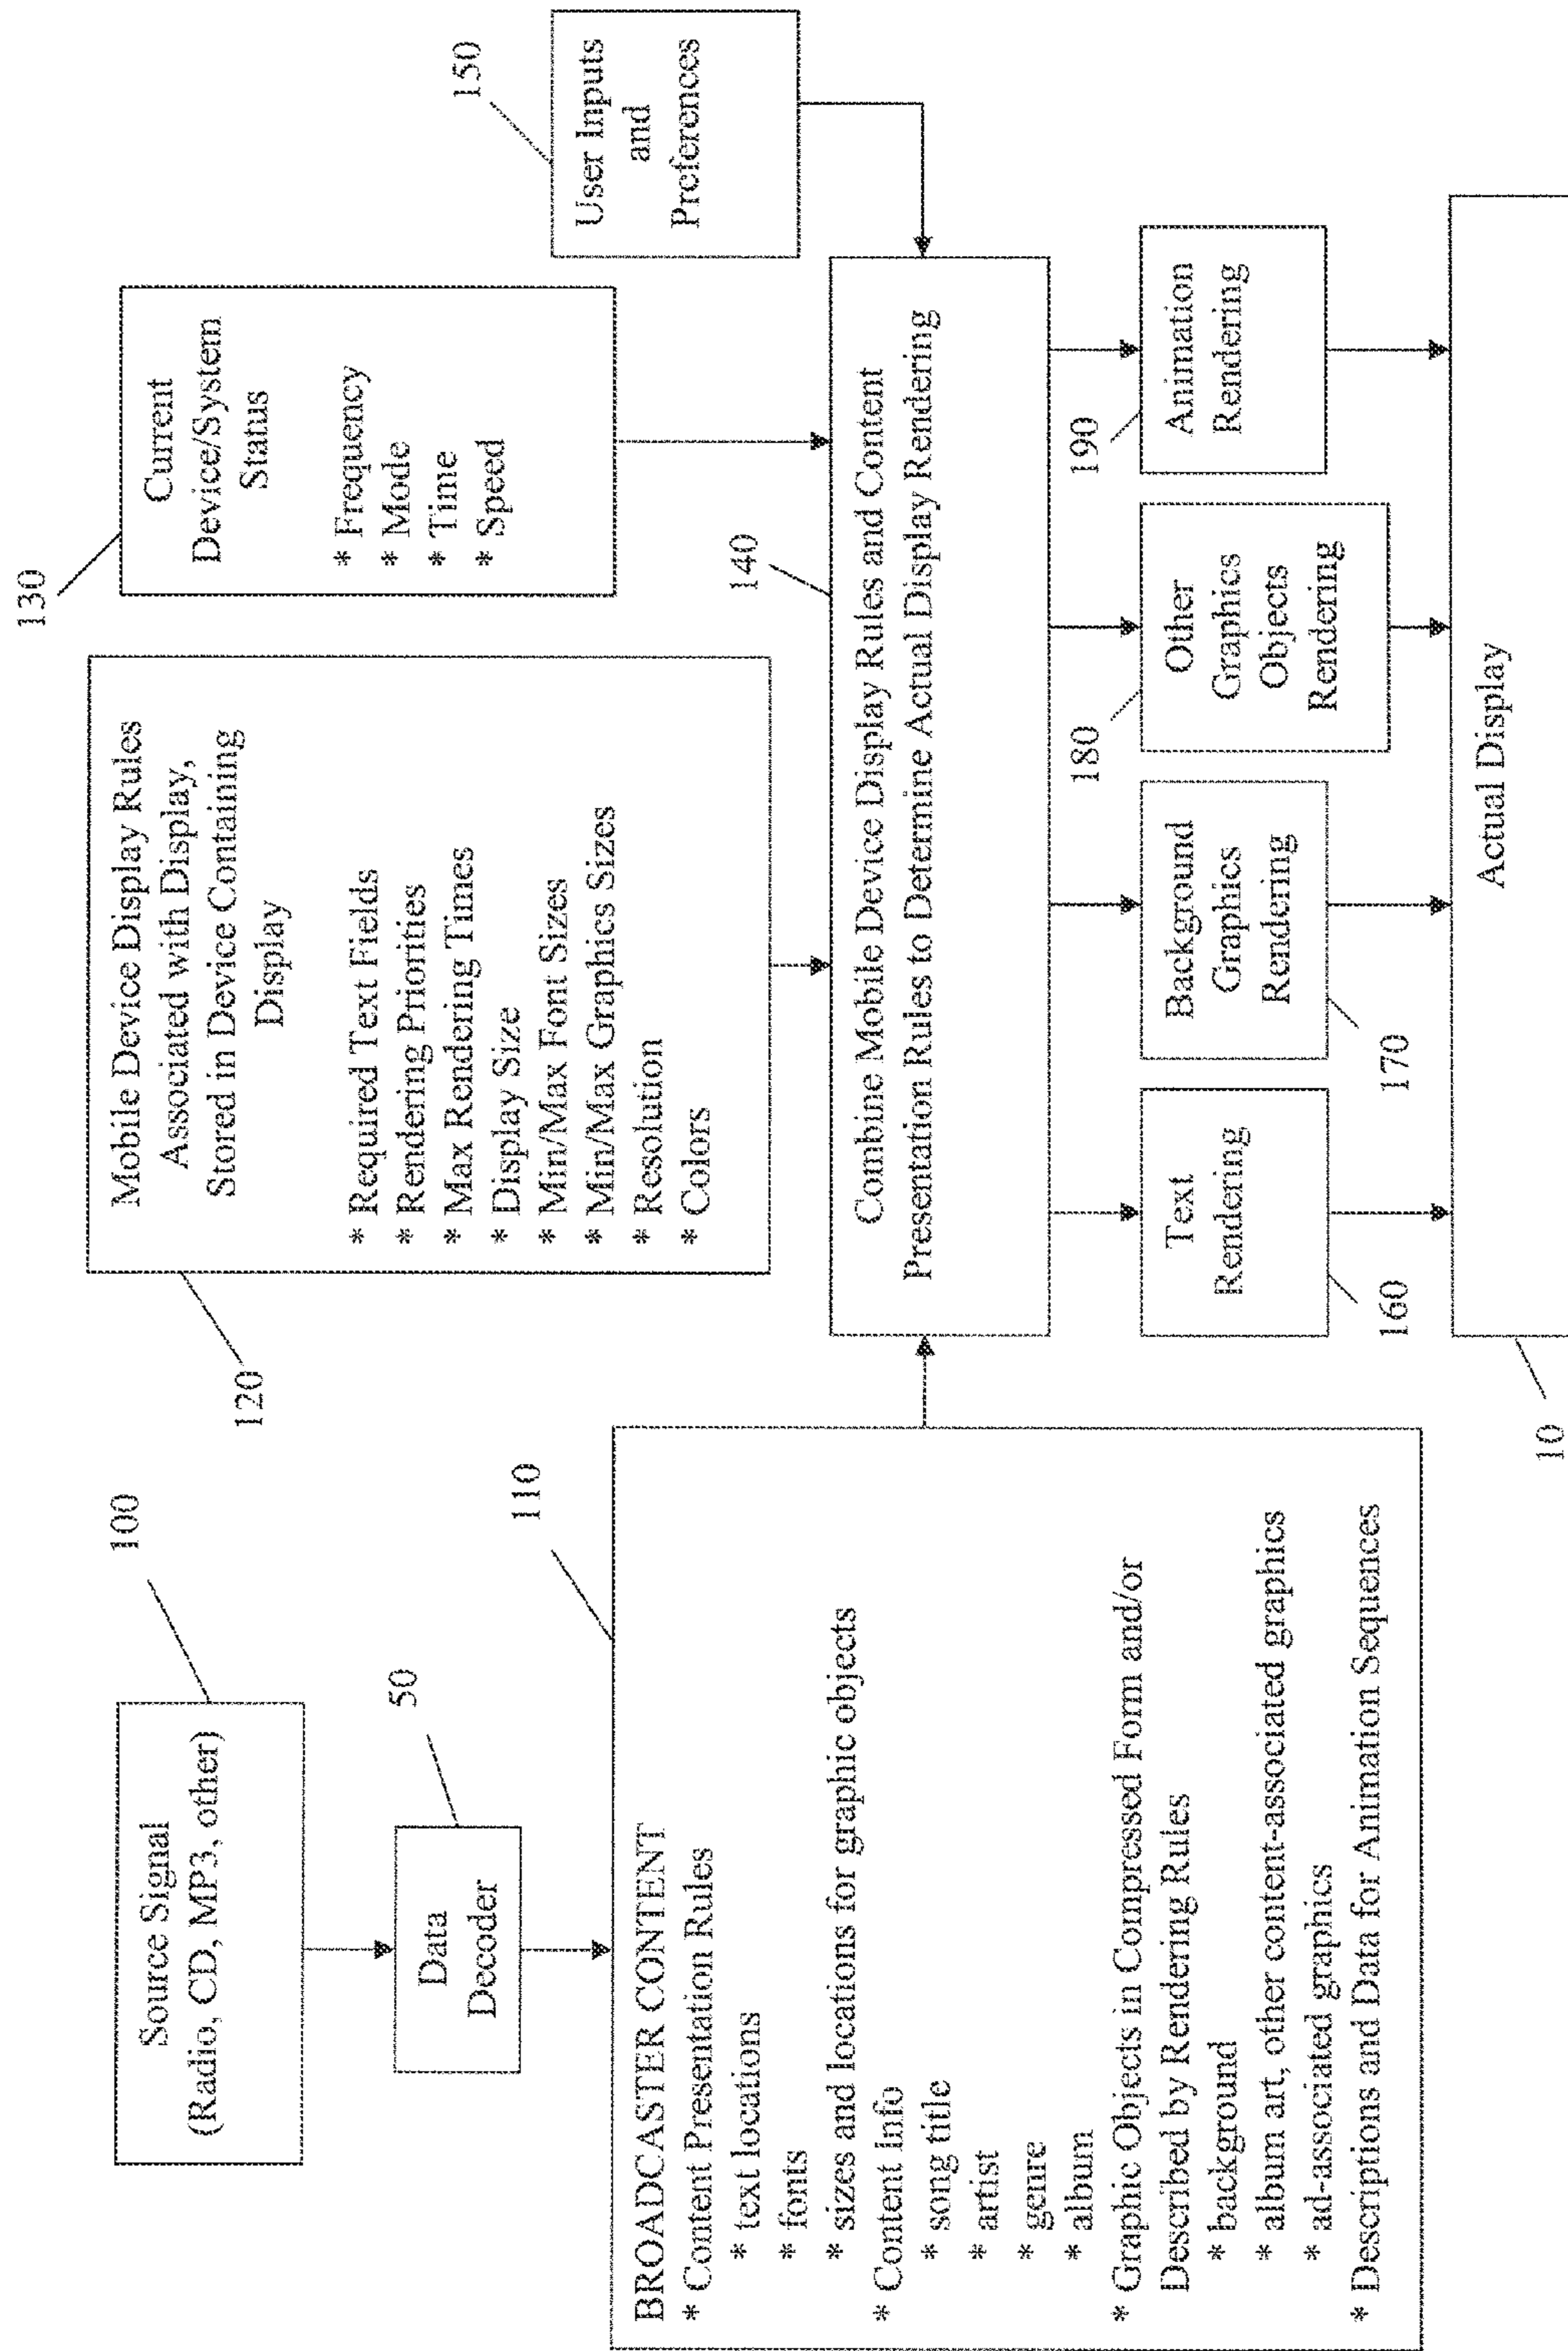 100
Source Signal
(Radio, CD, MP3, other)
50
Data
Decoder
110
BROADCASTER CONTENT
* Content Presentation Rules
* text locations
* fonts
* sizes and locations for graphic objects
* Content Info
* song title
* artist
* genre
* album
* Graphic Objects in Compressed Form and/or
Described by Rendering Rules
* background
* album art, other content-associated graphics
* ad-associated graphics
* Descriptions and Data for Animation Sequences
120
Mobile Device Display Rules
Associated with Display,
Stored in Device Containing
Display
* Required Text Fields
* Rendering Priorities
* Max Rendering Times
* Display Size
* Min/Max Font Sizes
* Min/Max Graphics Sizes
* Resolution
* Colors
130
Current
Device/System
Status
* Frequency
* Mode
* Time
* Speed
150
User Inputs
and
Preferences
140
Combine Mobile Device Display Rules and Content
Presentation Rules to Determine Actual Display Rendering
160
Text
Rendering
170
Background
Graphics
Rendering
180
Other
Graphics
Objects
Rendering
190
Animation
Rendering
10
Actual Display